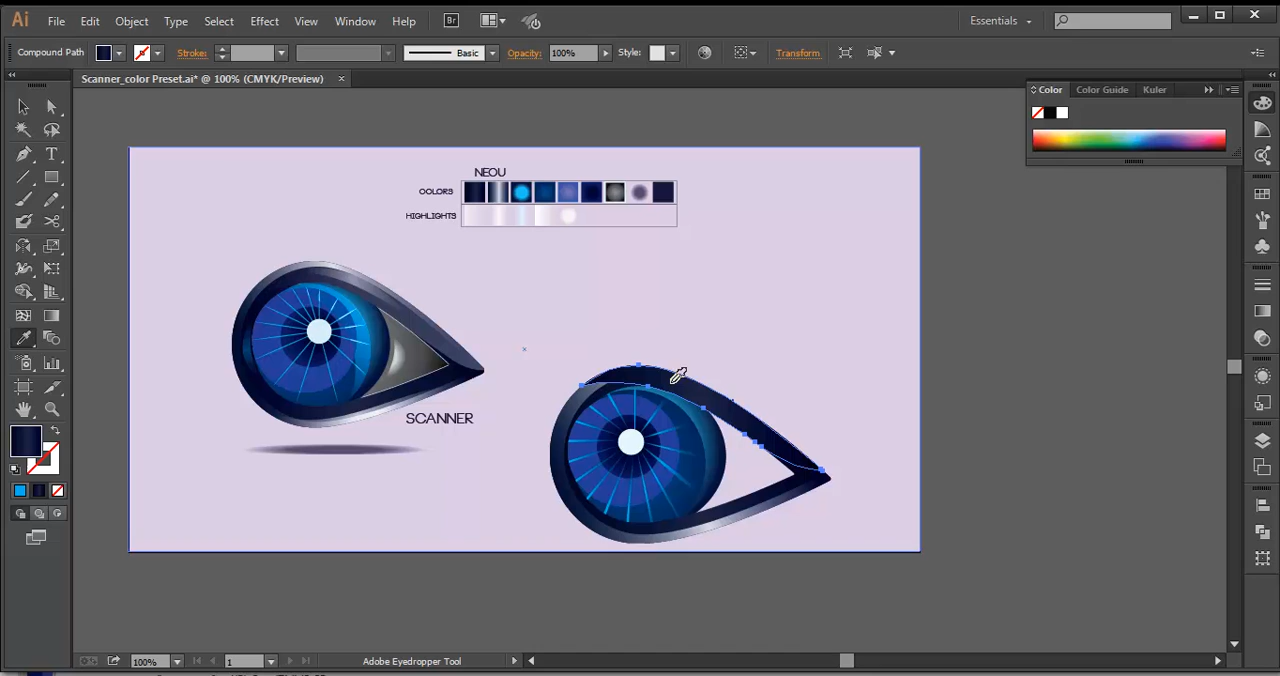 Ai File Edit Object Type Select Effect View Window Help Br Essentials
Compound Path Stroke: Basic Opacity: 100% Style: Transform
Scanner_color Preset.ai* @ 100% (CMYK/Preview)
Color Color Guide Kuler
NEOU
COLORS
HIGHLIGHTS
SCANNER
100% 1 Adobe Eyedropper Tool